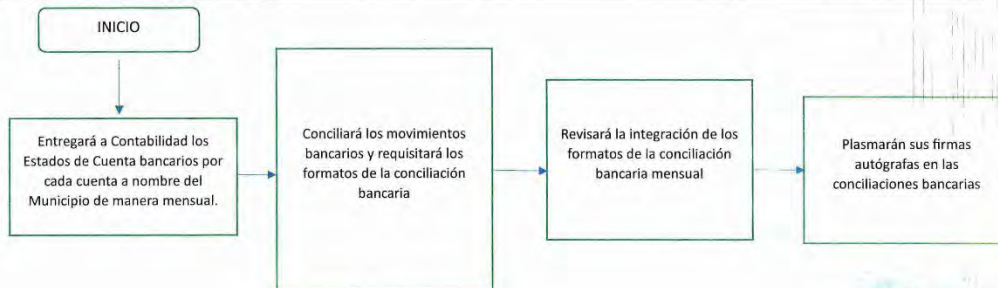 INICIO
Entregará a Contabilidad los
Estados de Cuenta bancarios por
cada cuenta a nombre del
Municipio de manera mensual.
Conciliará los movimientos
bancarios y requisitará los
formatos de la conciliación
bancaria
Revisará la integración de los
formatos de la conciliación
bancaria mensual
Plasmarán sus firmas
autógrafas en las
conciliaciones bancarias